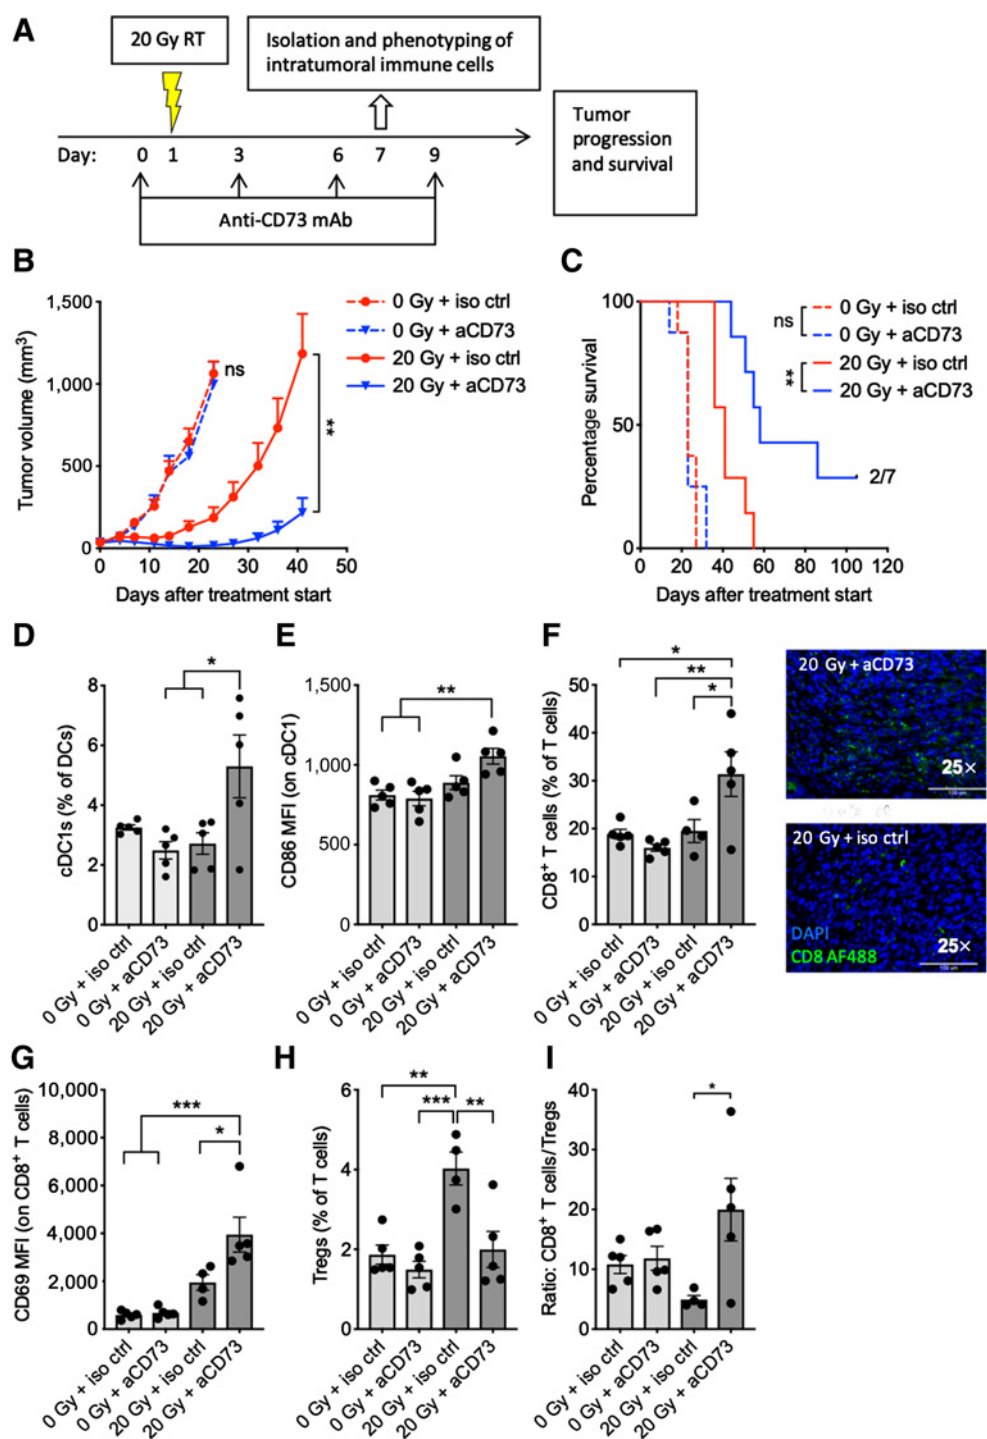 A
20 Gy RT
Isolation and phenotyping of
intratumoral immune cells
Tumor
progression
and survival
Day: 0 1 3 6 7 9
Anti-CD73 mAb
B
Tumor volume (mm³)
1,500
1,000
500
0
0 10 20 30 40 50
Days after treatment start
ns
**
0 Gy + iso ctrl
0 Gy + aCD73
20 Gy + iso ctrl
20 Gy + aCD73
C
Percentage survival
100
50
0
0 20 40 60 80 100 120
Days after treatment start
ns
**
0 Gy + iso ctrl
0 Gy + aCD73
20 Gy + iso ctrl
20 Gy + aCD73
2/7
D
cDC1s (% of DCs)
8
6
4
2
0
*
0 Gy + iso ctrl
0 Gy + aCD73
20 Gy + iso ctrl
20 Gy + aCD73
E
CD86 MFI (on cDC1)
1,500
1,000
500
0
**
0 Gy + iso ctrl
0 Gy + aCD73
20 Gy + iso ctrl
20 Gy + aCD73
F
CD8⁺ T cells (% of T cells)
50
40
30
20
10
0
*
**
*
0 Gy + iso ctrl
0 Gy + aCD73
20 Gy + iso ctrl
20 Gy + aCD73
20 Gy + aCD73
25×
20 Gy + iso ctrl
DAPI
CD8 AF488
25×
G
CD69 MFI (on CD8⁺ T cells)
10,000
8,000
6,000
4,000
2,000
0
***
*
0 Gy + iso ctrl
0 Gy + aCD73
20 Gy + iso ctrl
20 Gy + aCD73
H
Tregs (% of T cells)
6
4
2
0
**
***
**
0 Gy + iso ctrl
0 Gy + aCD73
20 Gy + iso ctrl
20 Gy + aCD73
I
Ratio: CD8⁺ T cells/Tregs
40
30
20
10
0
*
0 Gy + iso ctrl
0 Gy + aCD73
20 Gy + iso ctrl
20 Gy + aCD73